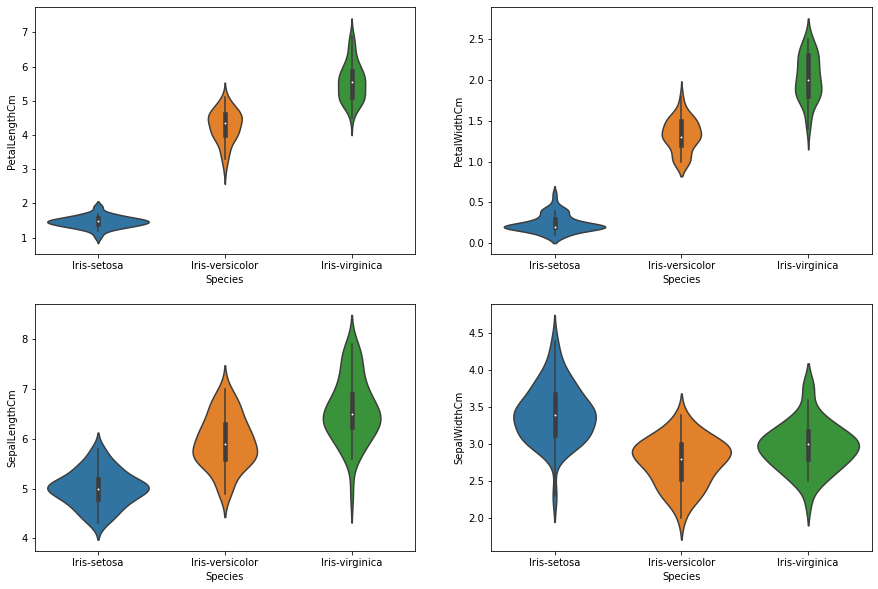 PetalLengthCm
7
6
5
4
3
2
1
Iris-setosa Iris-versicolor Iris-virginica
Species
PetalWidthCm
2.5
2.0
1.5
1.0
0.5
0.0
Iris-setosa Iris-versicolor Iris-virginica
Species
SepalLengthCm
8
7
6
5
4
Iris-setosa Iris-versicolor Iris-virginica
Species
SepalWidthCm
4.5
4.0
3.5
3.0
2.5
2.0
Iris-setosa Iris-versicolor Iris-virginica
Species